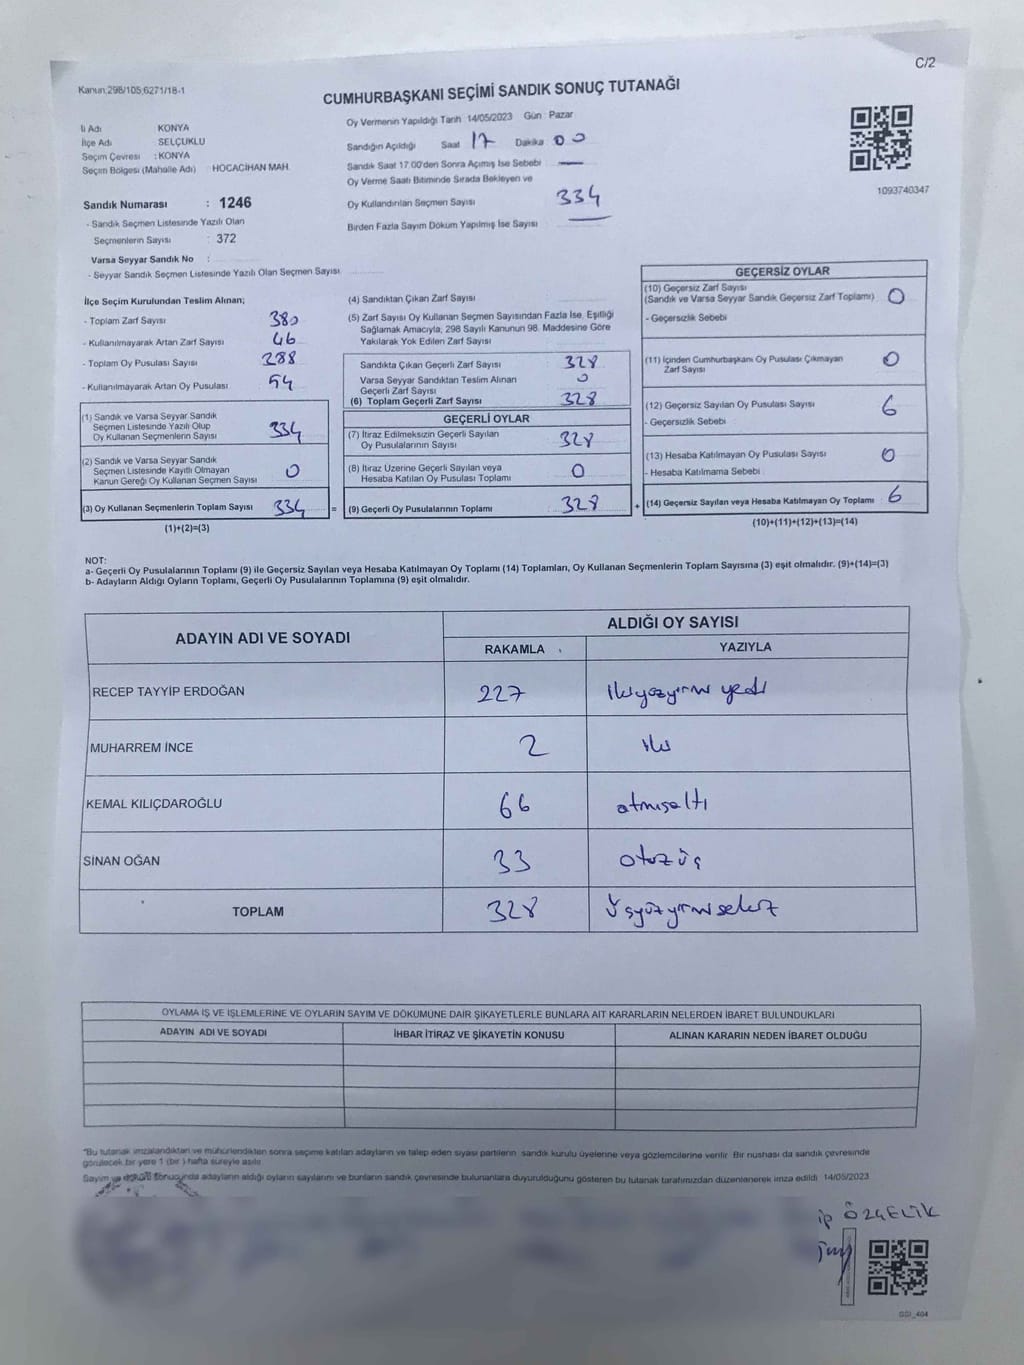 C/2
Kanun;298/105;6271/18-1
CUMHURBAŞKANI SEÇİMİ SANDIK SONUÇ TUTANAĞI
İl Adı KONYA
İlçe Adı SELÇUKLU
Seçim Çevresi : KONYA
Seçim Bölgesi (Mahalle Adı) HOCACİHAN MAH.
Sandık Numarası : 1246
- Sandık Seçmen Listesinde Yazılı Olan
Seçmenlerin Sayısı : 372
Varsa Seyyar Sandık No :
- Seyyar Sandık Seçmen Listesinde Yazılı Olan Seçmen Sayısı
Oy Vermenin Yapıldığı Tarih 14/05/2023 Gün : Pazar
Sandığın Açıldığı Saat 17 Dakika 00
Sandık Saat 17.00'den Sonra Açımış İse Sebebi —
Oy Verme Saati Bitiminde Sırada Bekleyen ve
Oy Kullandırılan Seçmen Sayısı 334
Birden Fazla Sayım Döküm Yapılmış İse Sayısı —
1093740347
İlçe Seçim Kurulundan Teslim Alınan;
- Toplam Zarf Sayısı 380
- Kullanılmayarak Artan Zarf Sayısı 46
- Toplam Oy Pusulası Sayısı 288
- Kullanılmayarak Artan Oy Pusulası 54
(1) Sandık ve Varsa Seyyar Sandık
Seçmen Listesinde Yazılı Olup
Oy Kullanan Seçmenlerin Sayısı 334
(2) Sandık ve Varsa Seyyar Sandık
Seçmen Listesinde Kayıtlı Olmayan
Kanun Gereği Oy Kullanan Seçmen Sayısı 0
(3) Oy Kullanan Seçmenlerin Toplam Sayısı 334 =
(1)+(2)=(3)
(4) Sandıktan Çıkan Zarf Sayısı
(5) Zarf Sayısı Oy Kullanan Seçmen Sayısından Fazla İse, Eşitliği
Sağlamak Amacıyla, 298 Sayılı Kanunun 98. Maddesine Göre
Yakılarak Yok Edilen Zarf Sayısı
Sandıkta Çıkan Geçerli Zarf Sayısı 328
Varsa Seyyar Sandıktan Teslim Alınan
Geçerli Zarf Sayısı 0
(6) Toplam Geçerli Zarf Sayısı 328
GEÇERLİ OYLAR
(7) İtiraz Edilmeksizin Geçerli Sayılan
Oy Pusulalarının Sayısı 328
(8) İtiraz Üzerine Geçerli Sayılan veya
Hesaba Katılan Oy Pusulası Toplamı 0
(9) Geçerli Oy Pusulalarının Toplamı 328 +
GEÇERSİZ OYLAR
(10) Geçersiz Zarf Sayısı
(Sandık ve Varsa Seyyar Sandık Geçersiz Zarf Toplamı) 0
- Geçersizlik Sebebi
(11) İçinden Cumhurbaşkanı Oy Pusulası Çıkmayan
Zarf Sayısı 0
(12) Geçersiz Sayılan Oy Pusulası Sayısı 6
- Geçersizlik Sebebi
(13) Hesaba Katılmayan Oy Pusulası Sayısı 0
- Hesaba Katılmama Sebebi
(14) Geçersiz Sayılan veya Hesaba Katılmayan Oy Toplamı 6
(10)+(11)+(12)+(13)=(14)
NOT:
a- Geçerli Oy Pusulalarının Toplamı (9) ile Geçersiz Sayılan veya Hesaba Katılmayan Oy Toplamı (14) Toplamları, Oy Kullanan Seçmenlerin Toplam Sayısına (3) eşit olmalıdır. (9)+(14)=(3)
b- Adayların Aldığı Oyların Toplamı, Geçerli Oy Pusulalarının Toplamına (9) eşit olmalıdır.
ADAYIN ADI VE SOYADI ALDIĞI OY SAYISI
RAKAMLA YAZIYLA
RECEP TAYYİP ERDOĞAN 227 ikiyüzyirmi yedi
MUHARREM İNCE 2 iki
KEMAL KILIÇDAROĞLU 66 atmışaltı
SİNAN OĞAN 33 otuz üç
TOPLAM 328 üçyüzyirmisekiz
OYLAMA İŞ VE İŞLEMLERİNE VE OYLARIN SAYIM VE DÖKÜMÜNE DAİR ŞİKAYETLERLE BUNLARA AİT KARARLARIN NELERDEN İBARET BULUNDUKLARI
ADAYIN ADI VE SOYADI İHBAR İTİRAZ VE ŞİKAYETİN KONUSU ALINAN KARARIN NEDEN İBARET OLDUĞU
*Bu tutanak imzalandıktan ve mühürlendikten sonra seçime katılan adayların ve talep eden siyasi partilerin sandık kurulu üyelerine veya gözlemcilerine verilir. Bir nushası da sandık çevresinde
görülecek bir yere 1 (bir ) hafta süreyle asılır.
Sayım ve döküm sonucunda adayların aldığı oyların sayılarını ve bunların sandık çevresinde bulunanlara duyurulduğunu gösteren bu tutanak tarafımızdan düzenlenerek imza edildi. 14/05/2023
ip ÖZÇELİK